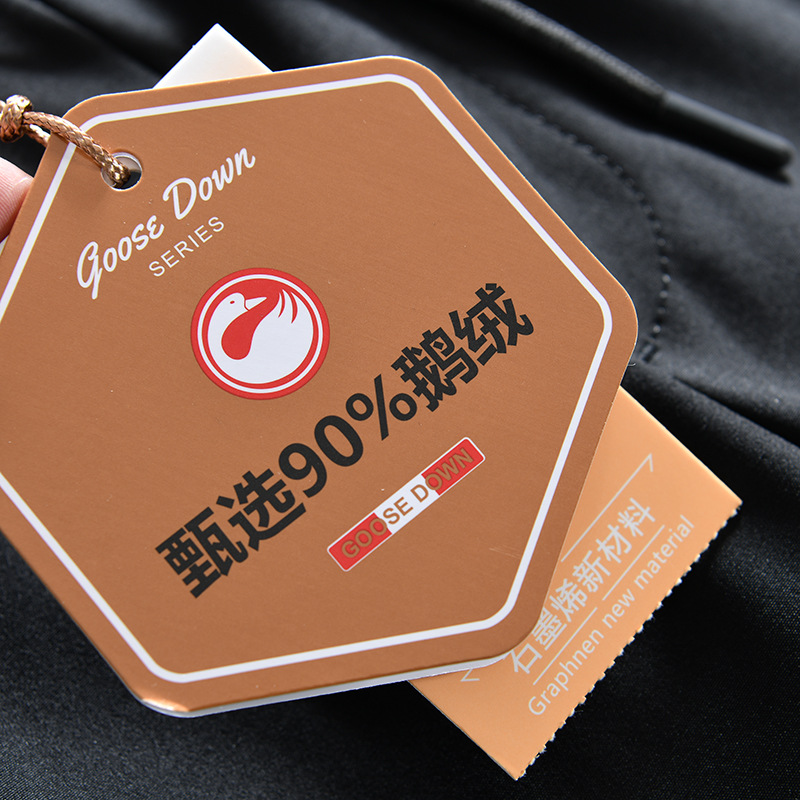 Goose Down
SERIES
甄选90%鹅绒
GOOSE DOWN
石墨烯新材料
Graphnen new material